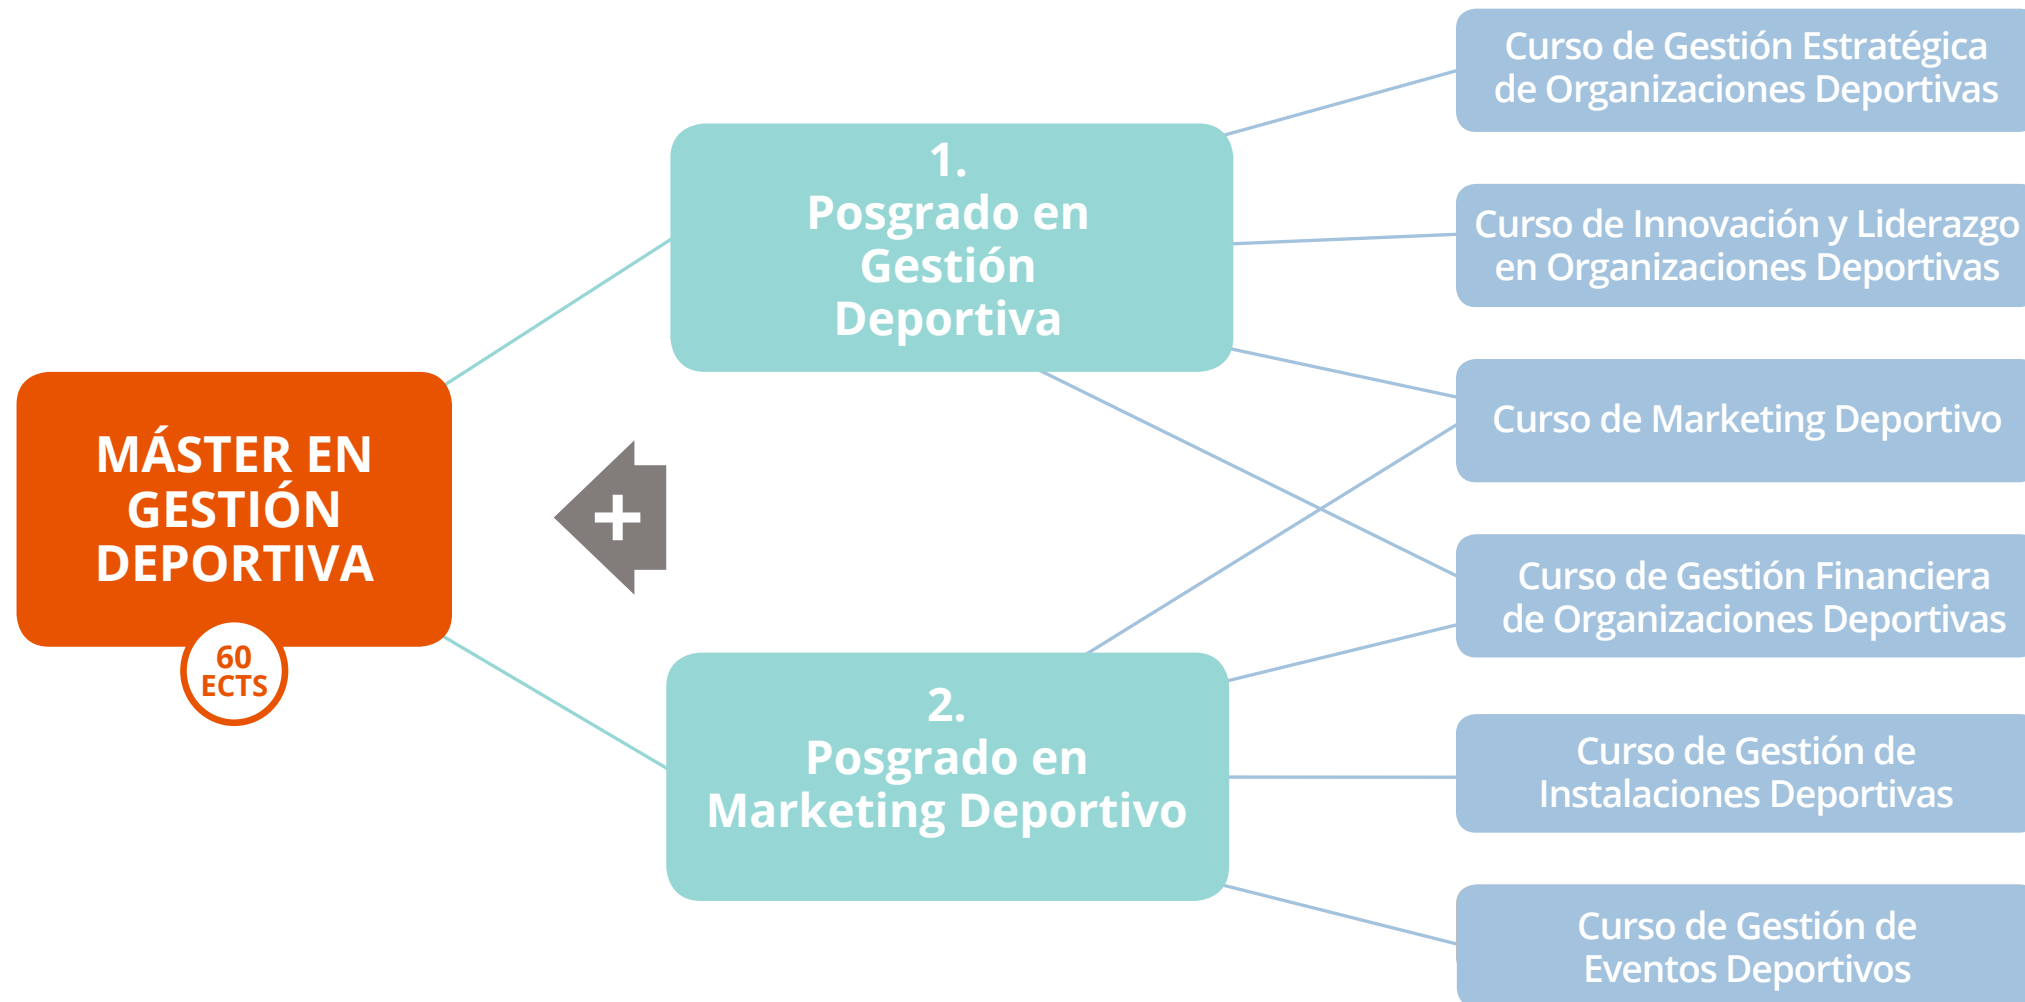 MÁSTER EN
GESTIÓN
DEPORTIVA
60
ECTS
+
1.
Posgrado en
Gestión
Deportiva
2.
Posgrado en
Marketing Deportivo
Curso de Gestión Estratégica
de Organizaciones Deportivas
Curso de Innovación y Liderazgo
en Organizaciones Deportivas
Curso de Marketing Deportivo
Curso de Gestión Financiera
de Organizaciones Deportivas
Curso de Gestión de
Instalaciones Deportivas
Curso de Gestión de
Eventos Deportivos